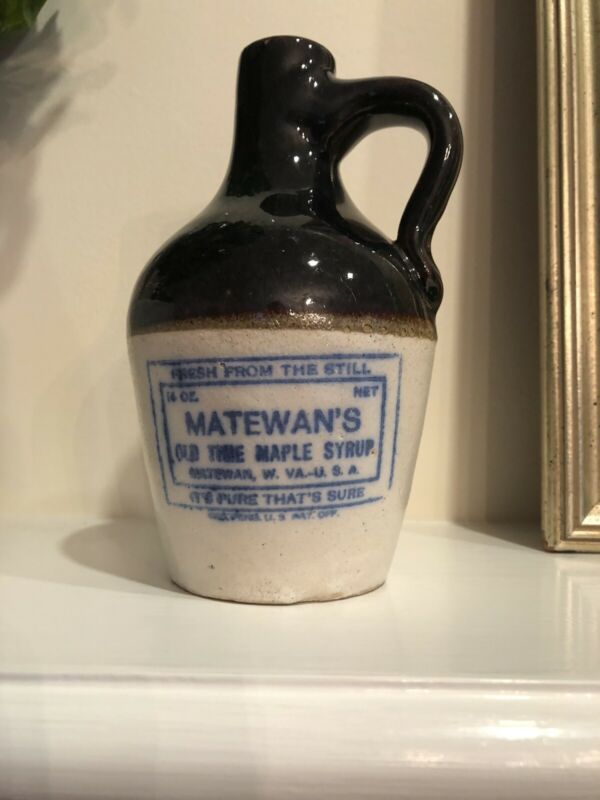 FRESH FROM THE STILL
14 OZ. NET
MATEWAN'S
OLD TIME MAPLE SYRUP
MATEWAN, W. VA.-U.S.A.
IT'S PURE THAT'S SURE
U.S. PAT. OFF.